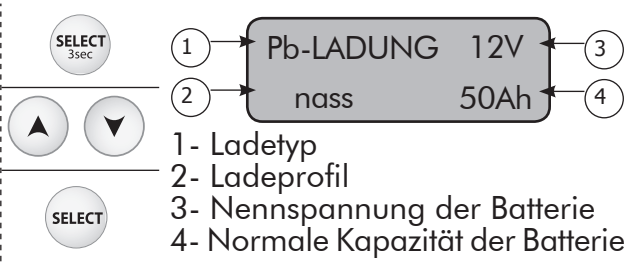 SELECT
3sec
SELECT
1 Pb-LADUNG 12V 3
2 nass 50Ah 4
1- Ladetyp
2- Ladeprofil
3- Nennspannung der Batterie
4- Normale Kapazität der Batterie